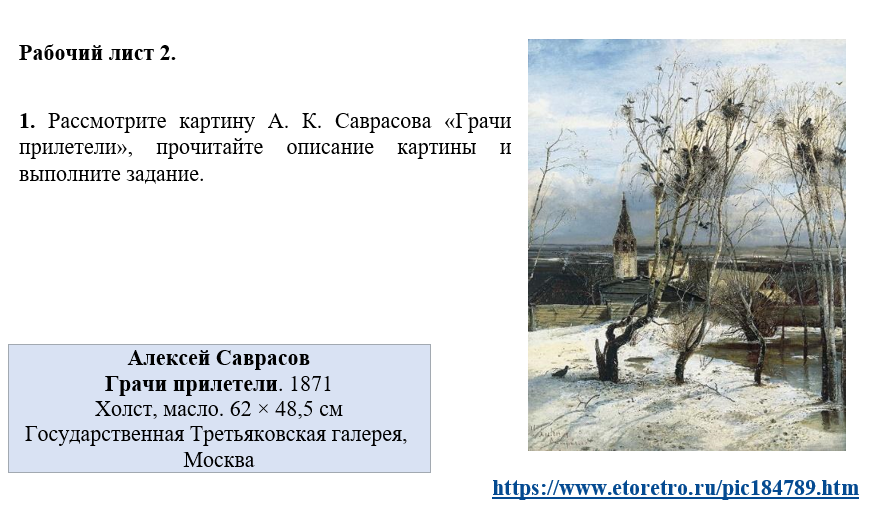 Рабочий лист 2.
1. Рассмотрите картину А. К. Саврасова «Грачи
прилетели», прочитайте описание картины и
выполните задание.
Алексей Саврасов
Грачи прилетели. 1871
Холст, масло. 62 × 48,5 см
Государственная Третьяковская галерея,
Москва
https://www.etoretro.ru/pic184789.htm